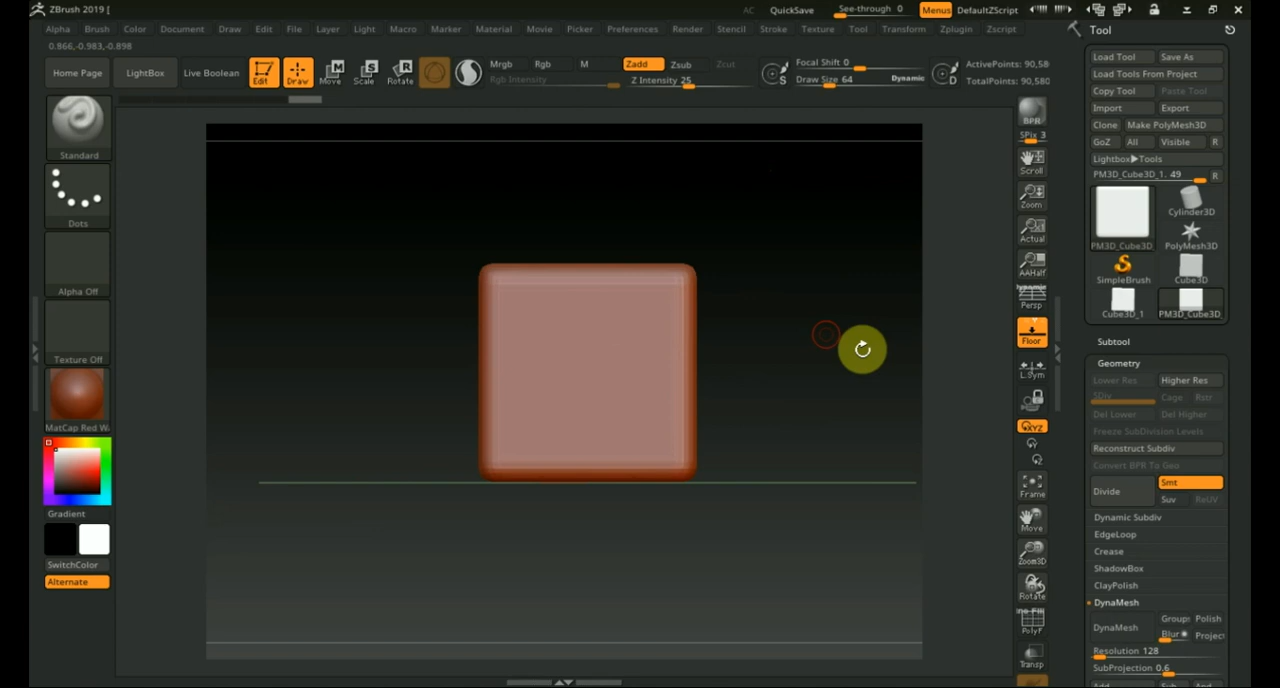 ZBrush 2019 [
AC QuickSave See-through 0 Menus DefaultZScript
Alpha Brush Color Document Draw Edit File Layer Light Macro Marker Material Movie Picker Preferences Render Stencil Stroke Texture Tool Transform Zplugin Zscript
0.866,-0.983,-0.898
Home Page LightBox Live Boolean Edit Draw Move Scale Rotate
Mrgb Rgb M Zadd Zsub Zcut
Rgb Intensity Z Intensity 25
Focal Shift 0
Draw Size 64 Dynamic
S D
ActivePoints: 90,58
TotalPoints: 90,580
Standard
Dots
Alpha Off
Texture Off
MatCap Red W
Gradient
SwitchColor
Alternate
BPR
SPix 3
Scroll
Zoom
Actual
AAHalf
Dynamic
Persp
Floor
L.Sym
XYZ
Frame
Move
Zoom3D
Rotate
PolyF
Transp
Tool
Load Tool Save As
Load Tools From Project
Copy Tool Paste Tool
Import Export
Clone Make PolyMesh3D
GoZ All Visible R
Lightbox▶Tools
PM3D_Cube3D_1. 49 R
PM3D_Cube3D_ Cylinder3D
PolyMesh3D
SimpleBrush Cube3D
Cube3D_1 PM3D_Cube3D_
Subtool
Geometry
Lower Res Higher Res
SDiv Cage Rstr
Del Lower Del Higher
Freeze SubDivision Levels
Reconstruct Subdiv
Convert BPR To Geo
Divide Smt
Suv ReUV
Dynamic Subdiv
EdgeLoop
Crease
ShadowBox
ClayPolish
DynaMesh
DynaMesh Groups Polish
Blur Project
Resolution 128
SubProjection 0.6
Add Sub And